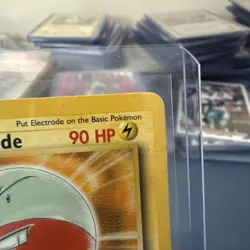 Put Electrode on the Basic Pokémon
de 90 HP